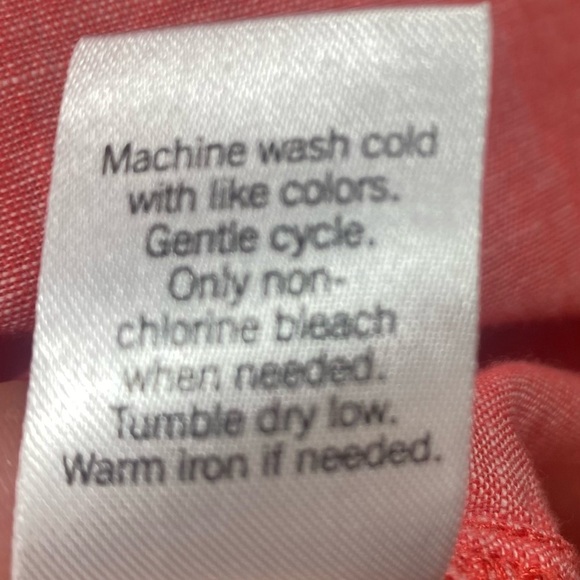 Machine wash cold
with like colors.
Gentle cycle.
Only non-
chlorine bleach
when needed.
Tumble dry low.
Warm iron if needed.